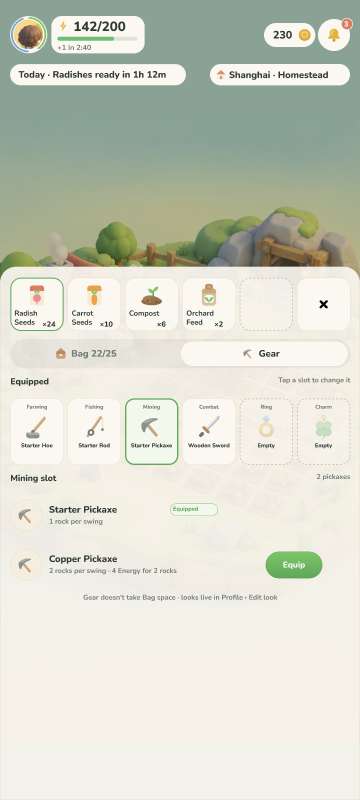 142/200
+1 in 2:40
230
3
Today · Radishes ready in 1h 12m
Shanghai · Homestead
Radish Seeds ×24
Carrot Seeds ×10
Compost ×6
Orchard Feed ×2
×
Bag 22/25
Gear
Equipped
Tap a slot to change it
Farming
Starter Hoe
Fishing
Starter Rod
Mining
Starter Pickaxe
Combat
Wooden Sword
Ring
Empty
Charm
Empty
Mining slot
2 pickaxes
Starter Pickaxe
Equipped
1 rock per swing
Copper Pickaxe
2 rocks per swing · 4 Energy for 2 rocks
Equip
Gear doesn't take Bag space · looks live in Profile › Edit look